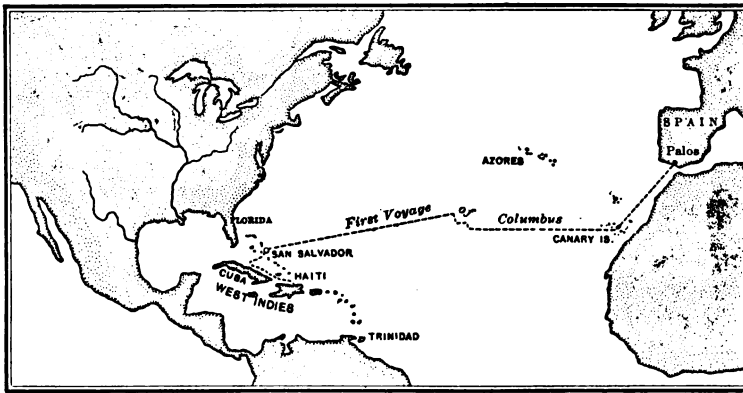 SPAIN
Palos
AZORES
FLORIDA
First Voyage
Columbus
CANARY IS.
SAN SALVADOR
CUBA
HAITI
WEST INDIES
TRINIDAD